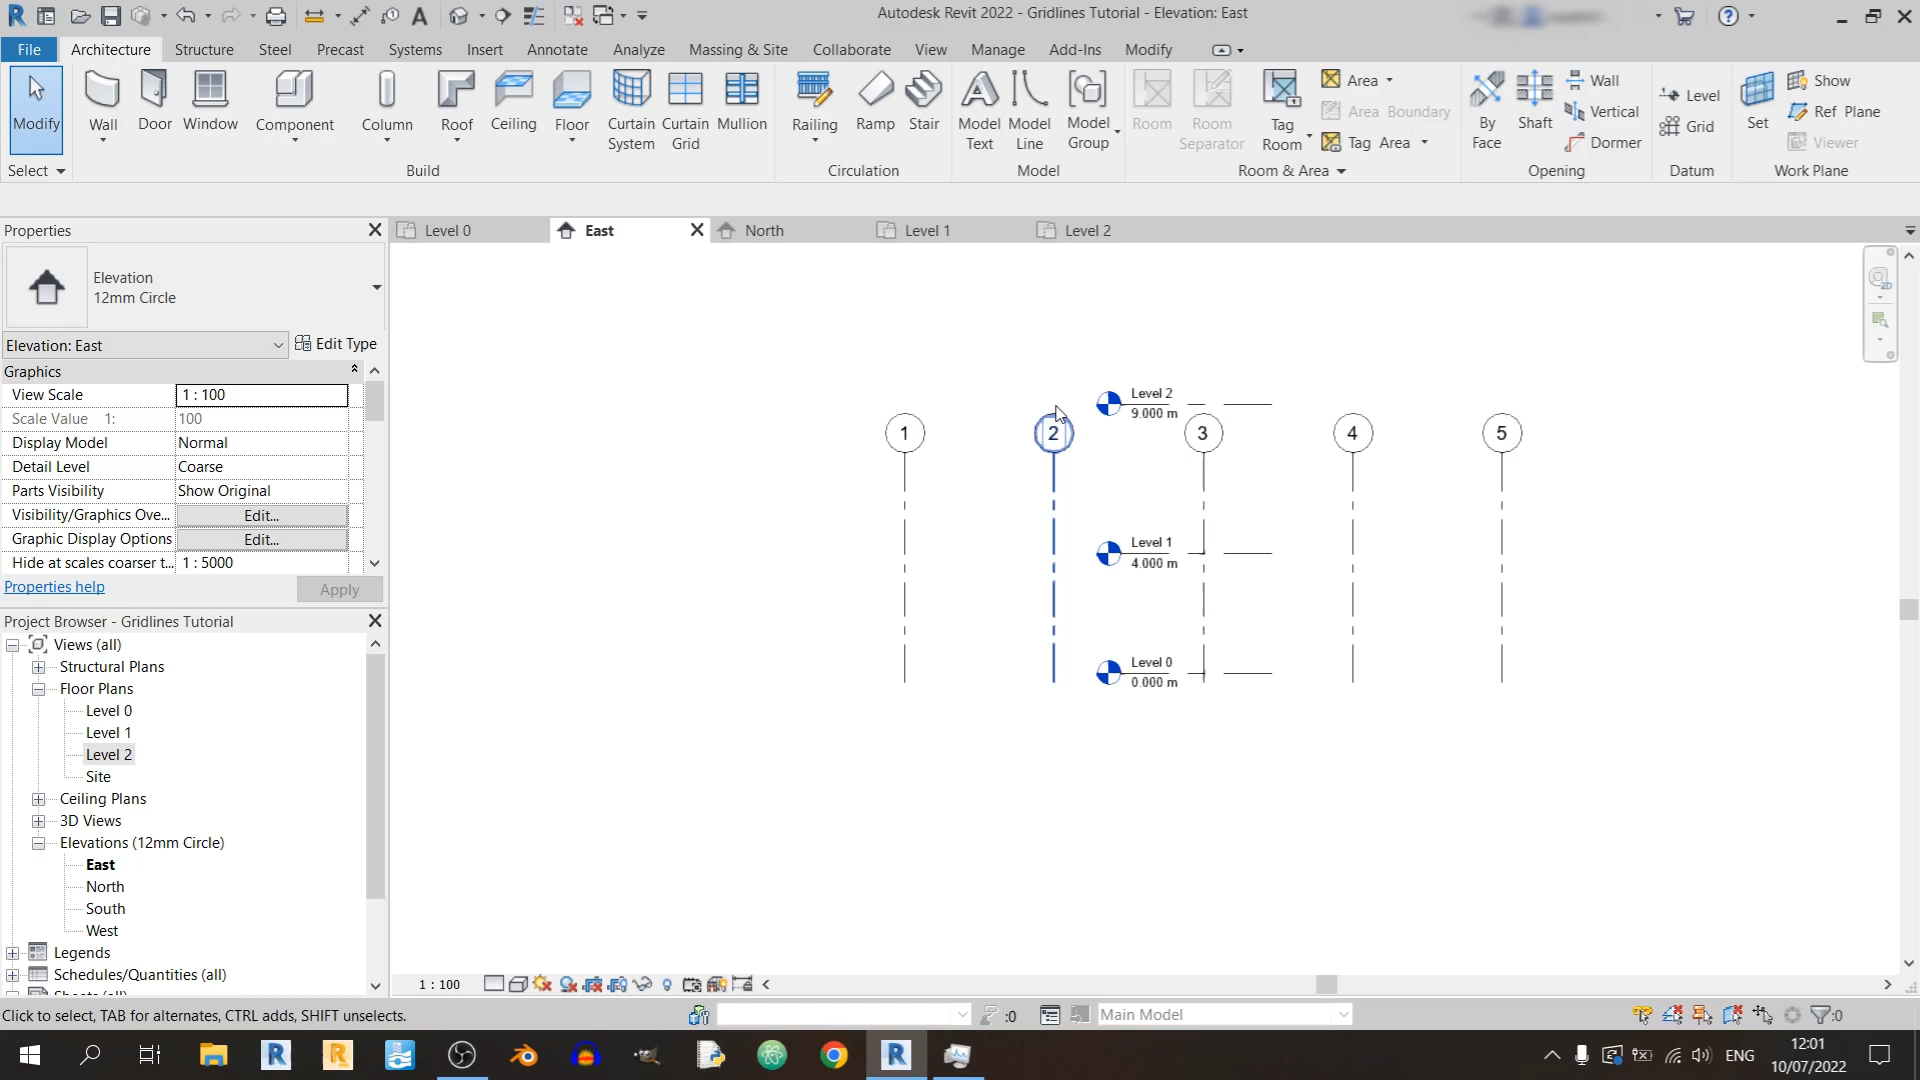 Autodesk Revit 2022 - Gridlines Tutorial - Elevation: East
File Architecture Structure Steel Precast Systems Insert Annotate Analyze Massing & Site Collaborate View Manage Add-Ins Modify
Modify
Wall
Door
Window
Component
Column
Roof
Ceiling
Floor
Curtain
System
Curtain
Grid
Mullion
Railing
Ramp
Stair
Model
Text
Model
Line
Model
Group
Room
Room
Separator
Tag
Room
Area
Area Boundary
Tag Area
By
Face
Shaft
Wall
Vertical
Dormer
Level
Grid
Set
Show
Ref Plane
Viewer
Select
Build
Circulation
Model
Room & Area
Opening
Datum
Work Plane
Properties
Level 0
East
North
Level 1
Level 2
Elevation
12mm Circle
Elevation: East
Edit Type
Graphics
View Scale 1 : 100
Scale Value 1: 100
Display Model Normal
Detail Level Coarse
Parts Visibility Show Original
Visibility/Graphics Ove... Edit...
Graphic Display Options Edit...
Hide at scales coarser t... 1 : 5000
Properties help
Apply
Project Browser - Gridlines Tutorial
Views (all)
Structural Plans
Floor Plans
Level 0
Level 1
Level 2
Site
Ceiling Plans
3D Views
Elevations (12mm Circle)
East
North
South
West
Legends
Schedules/Quantities (all)
Level 2
9.000 m
1
2
3
4
5
Level 1
4.000 m
Level 0
0.000 m
2D
1 : 100
Click to select, TAB for alternates, CTRL adds, SHIFT unselects.
:0
Main Model
:0
ENG
12:01
10/07/2022